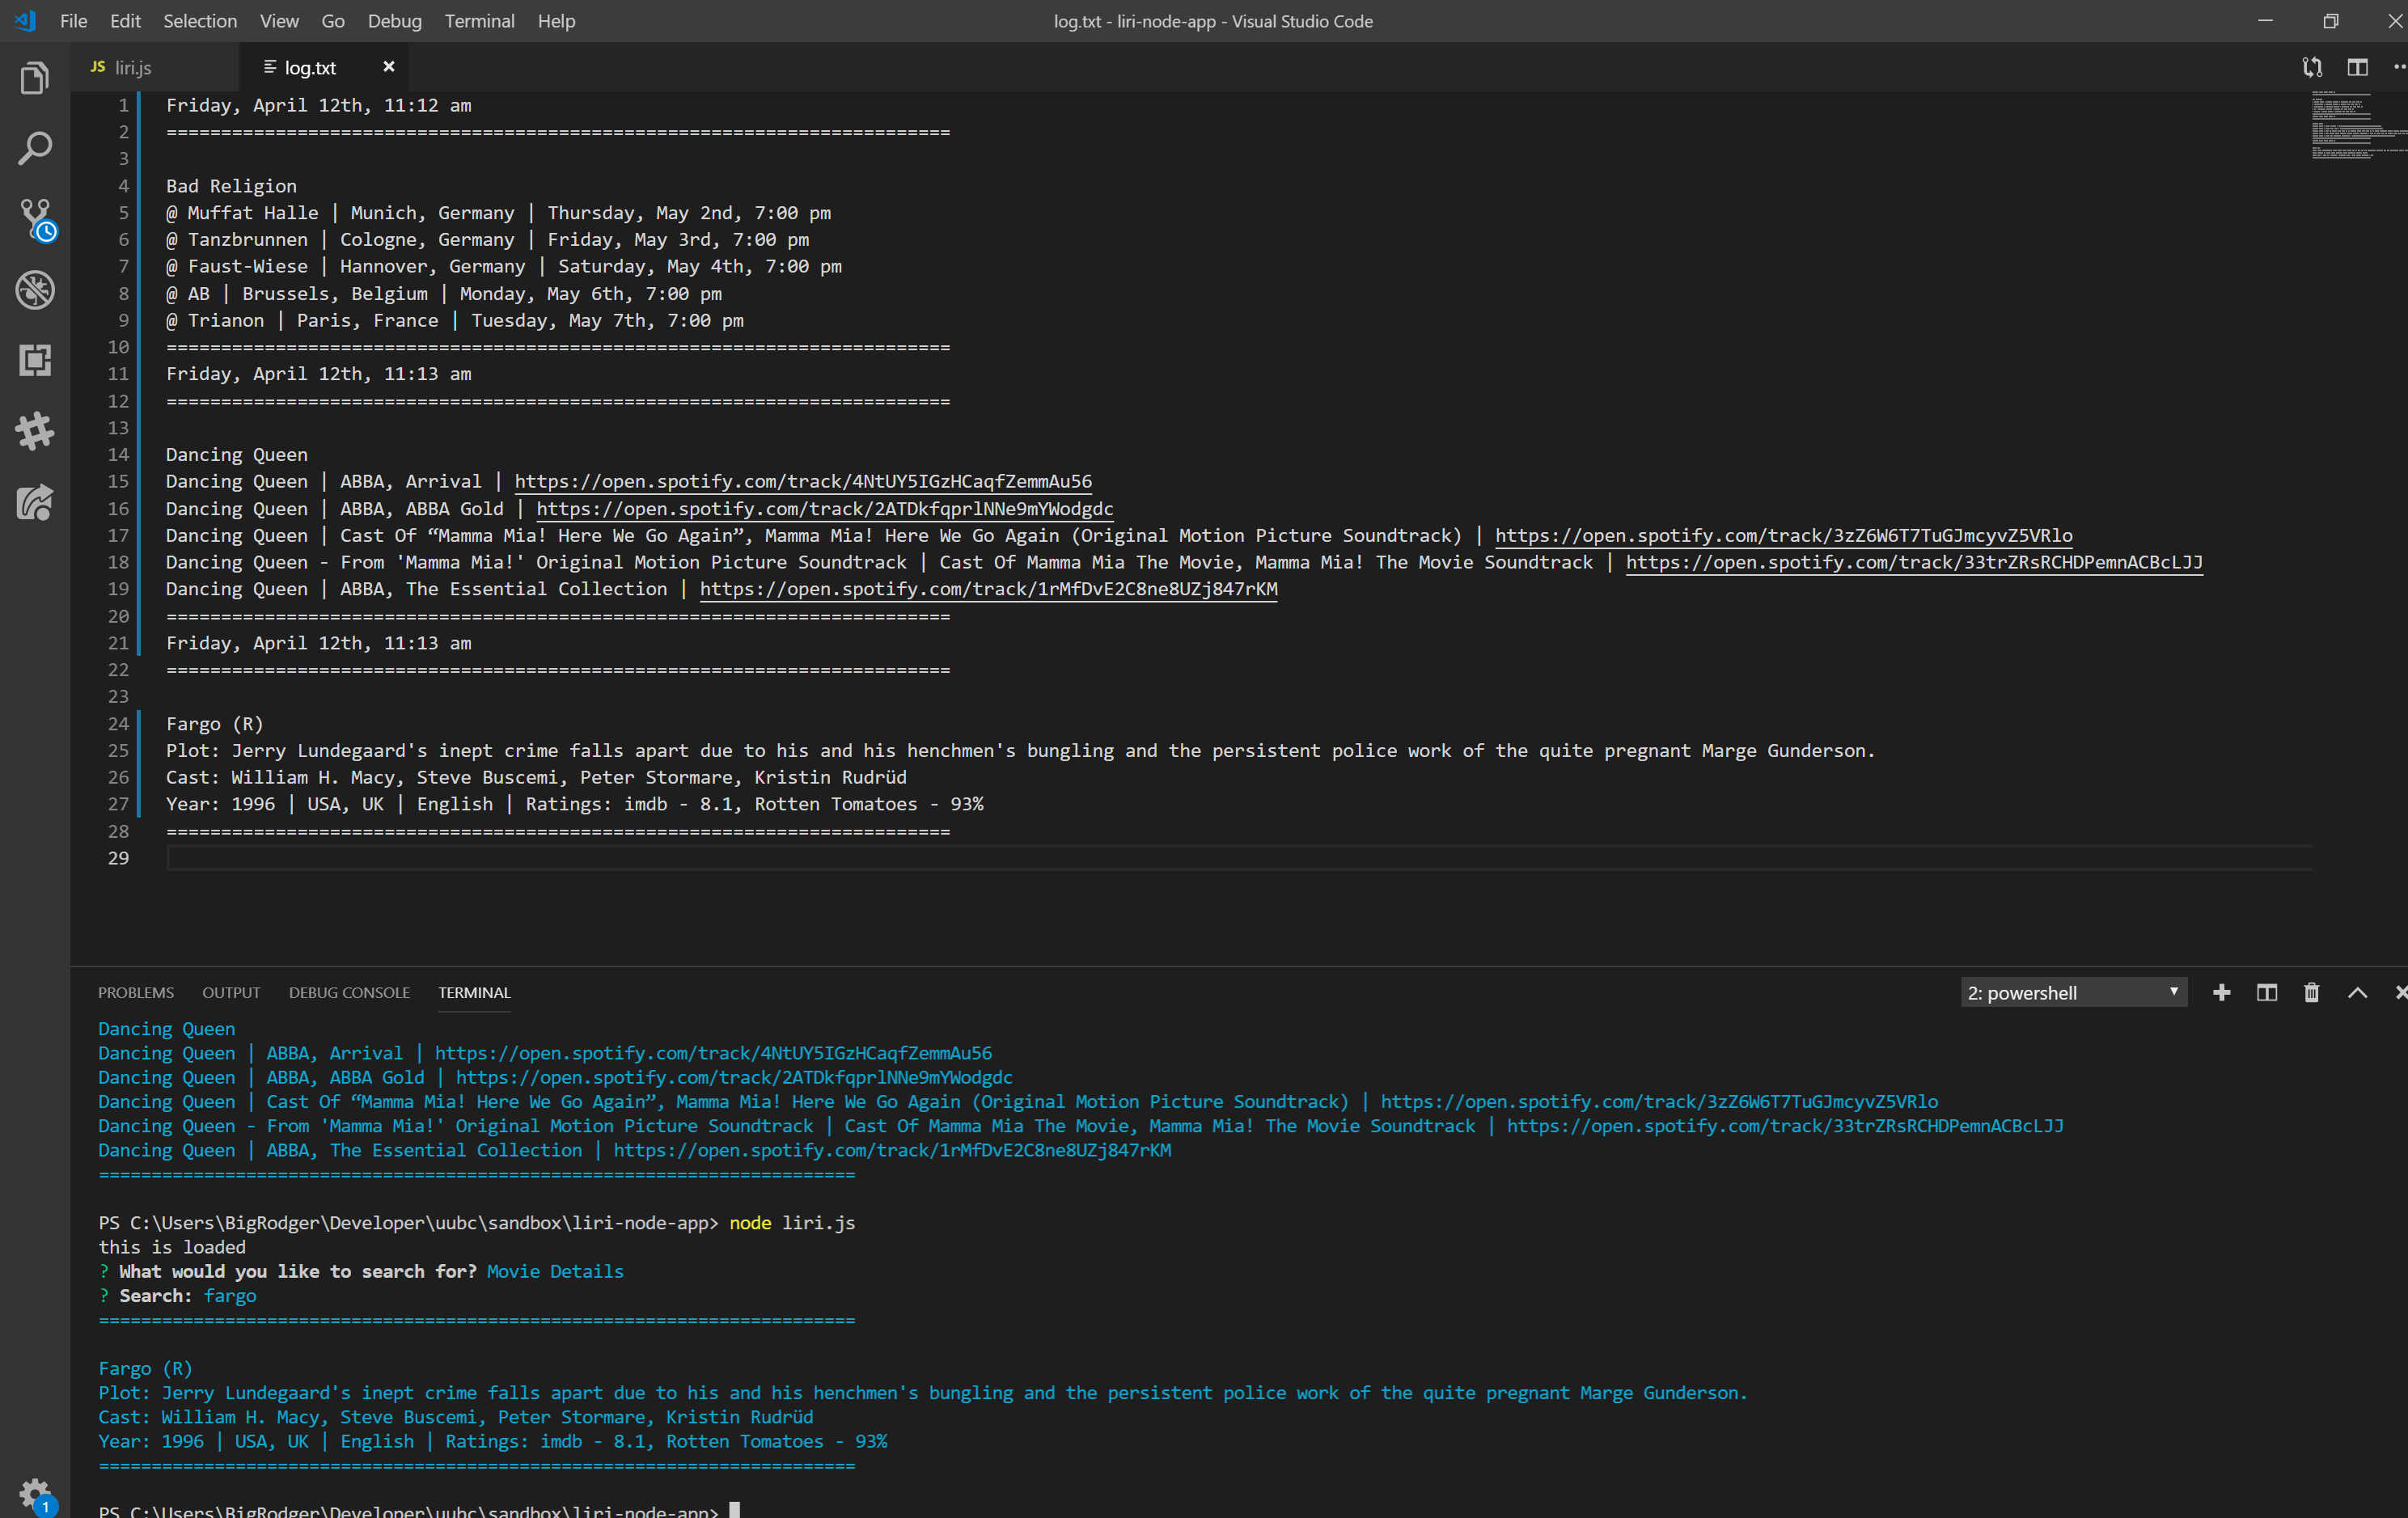 File Edit Selection View Go Debug Terminal Help
log.txt - liri-node-app - Visual Studio Code
JS liri.js
log.txt
1 Friday, April 12th, 11:12 am
2 ========================================================================
3
4 Bad Religion
5 @ Muffat Halle | Munich, Germany | Thursday, May 2nd, 7:00 pm
6 @ Tanzbrunnen | Cologne, Germany | Friday, May 3rd, 7:00 pm
7 @ Faust-Wiese | Hannover, Germany | Saturday, May 4th, 7:00 pm
8 @ AB | Brussels, Belgium | Monday, May 6th, 7:00 pm
9 @ Trianon | Paris, France | Tuesday, May 7th, 7:00 pm
10 ========================================================================
11 Friday, April 12th, 11:13 am
12 ========================================================================
13
14 Dancing Queen
15 Dancing Queen | ABBA, Arrival | https://open.spotify.com/track/4NtUY5IGzHCaqfZemmAu56
16 Dancing Queen | ABBA, ABBA Gold | https://open.spotify.com/track/2ATDkfqprlNNe9mYWodgdc
17 Dancing Queen | Cast Of “Mamma Mia! Here We Go Again”, Mamma Mia! Here We Go Again (Original Motion Picture Soundtrack) | https://open.spotify.com/track/3zZ6W6T7TuGJmcyvZ5VRlo
18 Dancing Queen - From 'Mamma Mia!' Original Motion Picture Soundtrack | Cast Of Mamma Mia The Movie, Mamma Mia! The Movie Soundtrack | https://open.spotify.com/track/33trZRsRCHDPemnACBcLJJ
19 Dancing Queen | ABBA, The Essential Collection | https://open.spotify.com/track/1rMfDvE2C8ne8UZj847rKM
20 ========================================================================
21 Friday, April 12th, 11:13 am
22 ========================================================================
23
24 Fargo (R)
25 Plot: Jerry Lundegaard's inept crime falls apart due to his and his henchmen's bungling and the persistent police work of the quite pregnant Marge Gunderson.
26 Cast: William H. Macy, Steve Buscemi, Peter Stormare, Kristin Rudrüd
27 Year: 1996 | USA, UK | English | Ratings: imdb - 8.1, Rotten Tomatoes - 93%
28 ========================================================================
29
PROBLEMS OUTPUT DEBUG CONSOLE TERMINAL
2: powershell
Dancing Queen
Dancing Queen | ABBA, Arrival | https://open.spotify.com/track/4NtUY5IGzHCaqfZemmAu56
Dancing Queen | ABBA, ABBA Gold | https://open.spotify.com/track/2ATDkfqprlNNe9mYWodgdc
Dancing Queen | Cast Of “Mamma Mia! Here We Go Again”, Mamma Mia! Here We Go Again (Original Motion Picture Soundtrack) | https://open.spotify.com/track/3zZ6W6T7TuGJmcyvZ5VRlo
Dancing Queen - From 'Mamma Mia!' Original Motion Picture Soundtrack | Cast Of Mamma Mia The Movie, Mamma Mia! The Movie Soundtrack | https://open.spotify.com/track/33trZRsRCHDPemnACBcLJJ
Dancing Queen | ABBA, The Essential Collection | https://open.spotify.com/track/1rMfDvE2C8ne8UZj847rKM
========================================================================
PS C:\Users\BigRodger\Developer\uubc\sandbox\liri-node-app> node liri.js
this is loaded
? What would you like to search for? Movie Details
? Search: fargo
========================================================================
Fargo (R)
Plot: Jerry Lundegaard's inept crime falls apart due to his and his henchmen's bungling and the persistent police work of the quite pregnant Marge Gunderson.
Cast: William H. Macy, Steve Buscemi, Peter Stormare, Kristin Rudrüd
Year: 1996 | USA, UK | English | Ratings: imdb - 8.1, Rotten Tomatoes - 93%
========================================================================
1
PS C:\Users\BigRodger\Developer\uubc\sandbox\liri-node-app>